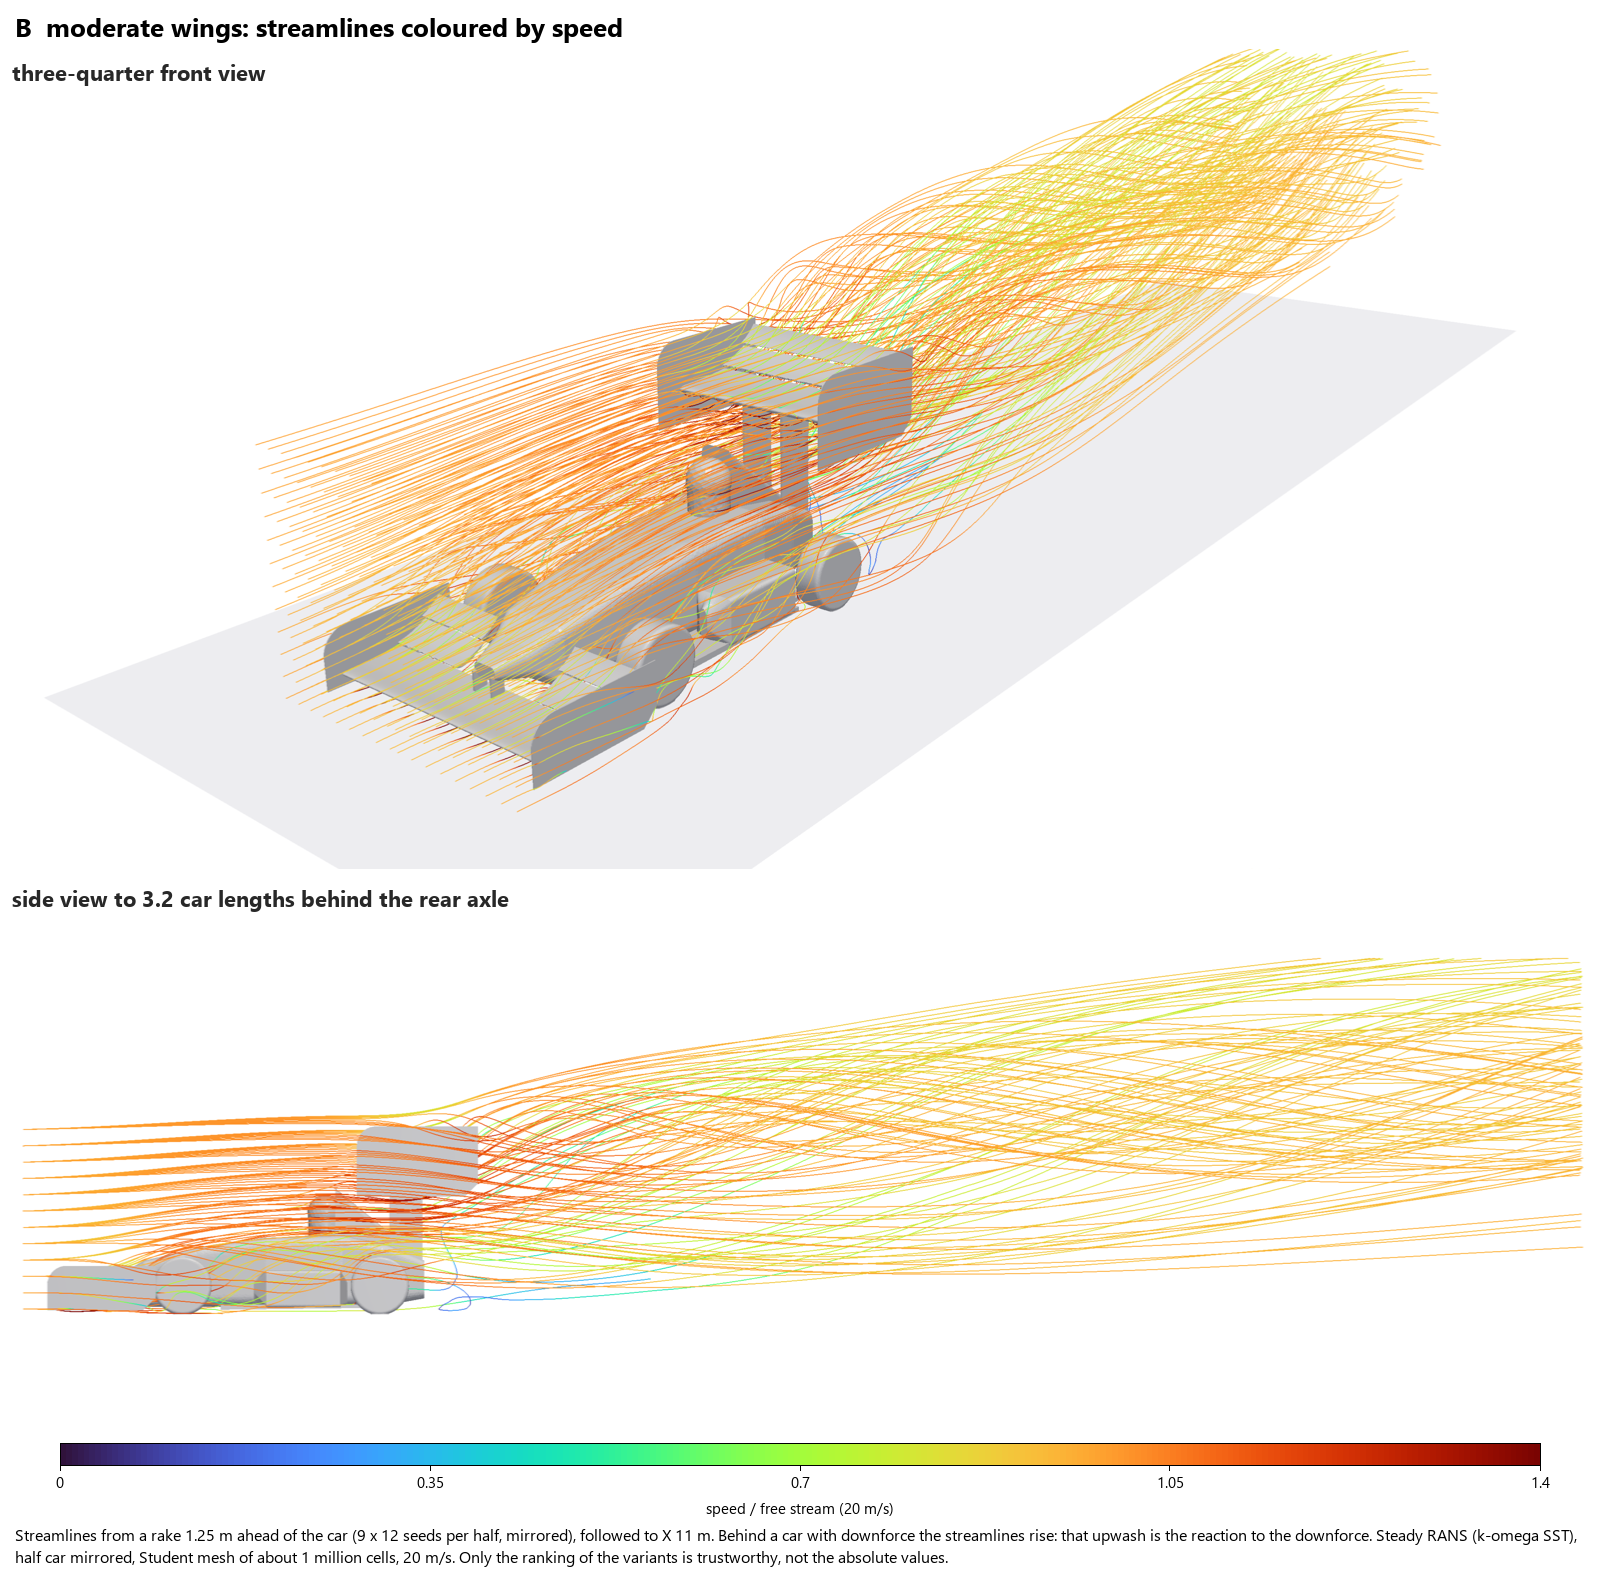 B  moderate wings: streamlines coloured by speed
three-quarter front view
side view to 3.2 car lengths behind the rear axle
0 0.35 0.7 1.05 1.4
speed / free stream (20 m/s)
Streamlines from a rake 1.25 m ahead of the car (9 x 12 seeds per half, mirrored), followed to X 11 m. Behind a car with downforce the streamlines rise: that upwash is the reaction to the downforce. Steady RANS (k-omega SST),
half car mirrored, Student mesh of about 1 million cells, 20 m/s. Only the ranking of the variants is trustworthy, not the absolute values.